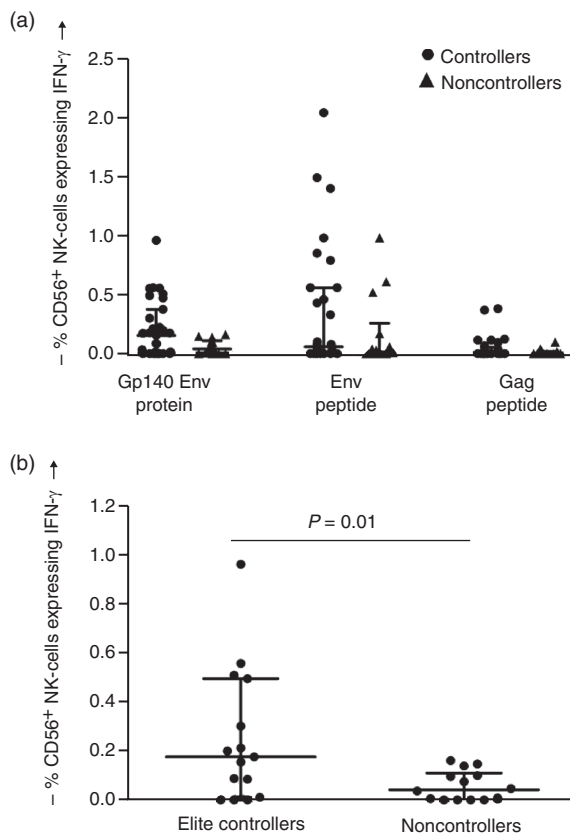 (a)
– % CD56⁺ NK-cells expressing IFN-γ →
2.5
2.0
1.5
1.0
0.5
0.0
● Controllers
▲ Noncontrollers
Gp140 Env protein
Env peptide
Gag peptide
(b)
– % CD56⁺ NK-cells expressing IFN-γ →
1.2
1.0
0.8
0.6
0.4
0.2
0.0
P = 0.01
Elite controllers
Noncontrollers